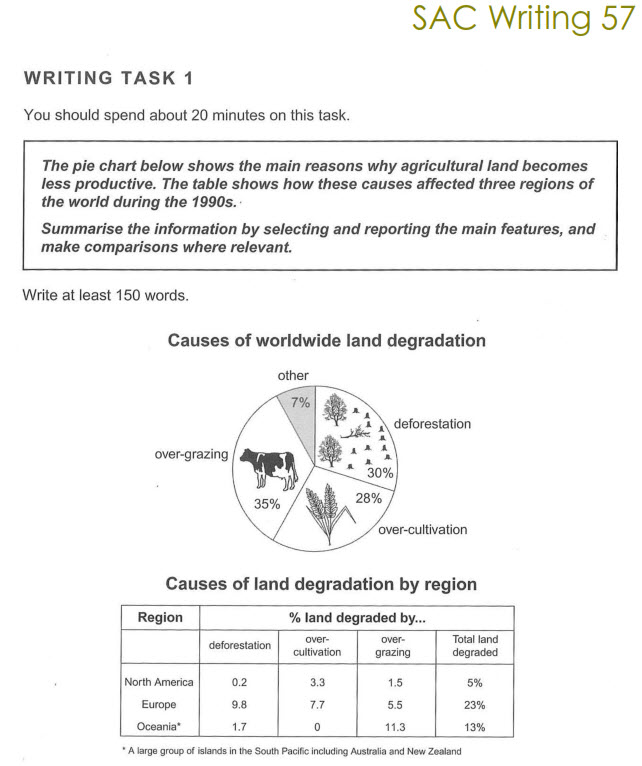 SAC Writing 57
WRITING TASK 1
You should spend about 20 minutes on this task.
The pie chart below shows the main reasons why agricultural land becomes
less productive. The table shows how these causes affected three regions of
the world during the 1990s.
Summarise the information by selecting and reporting the main features, and
make comparisons where relevant.
Write at least 150 words.
Causes of worldwide land degradation
other
7%
deforestation
over-grazing
30%
35%
28%
over-cultivation
Causes of land degradation by region
Region % land degraded by...
deforestation over-cultivation over-grazing Total land degraded
North America 0.2 3.3 1.5 5%
Europe 9.8 7.7 5.5 23%
Oceania* 1.7 0 11.3 13%
* A large group of islands in the South Pacific including Australia and New Zealand